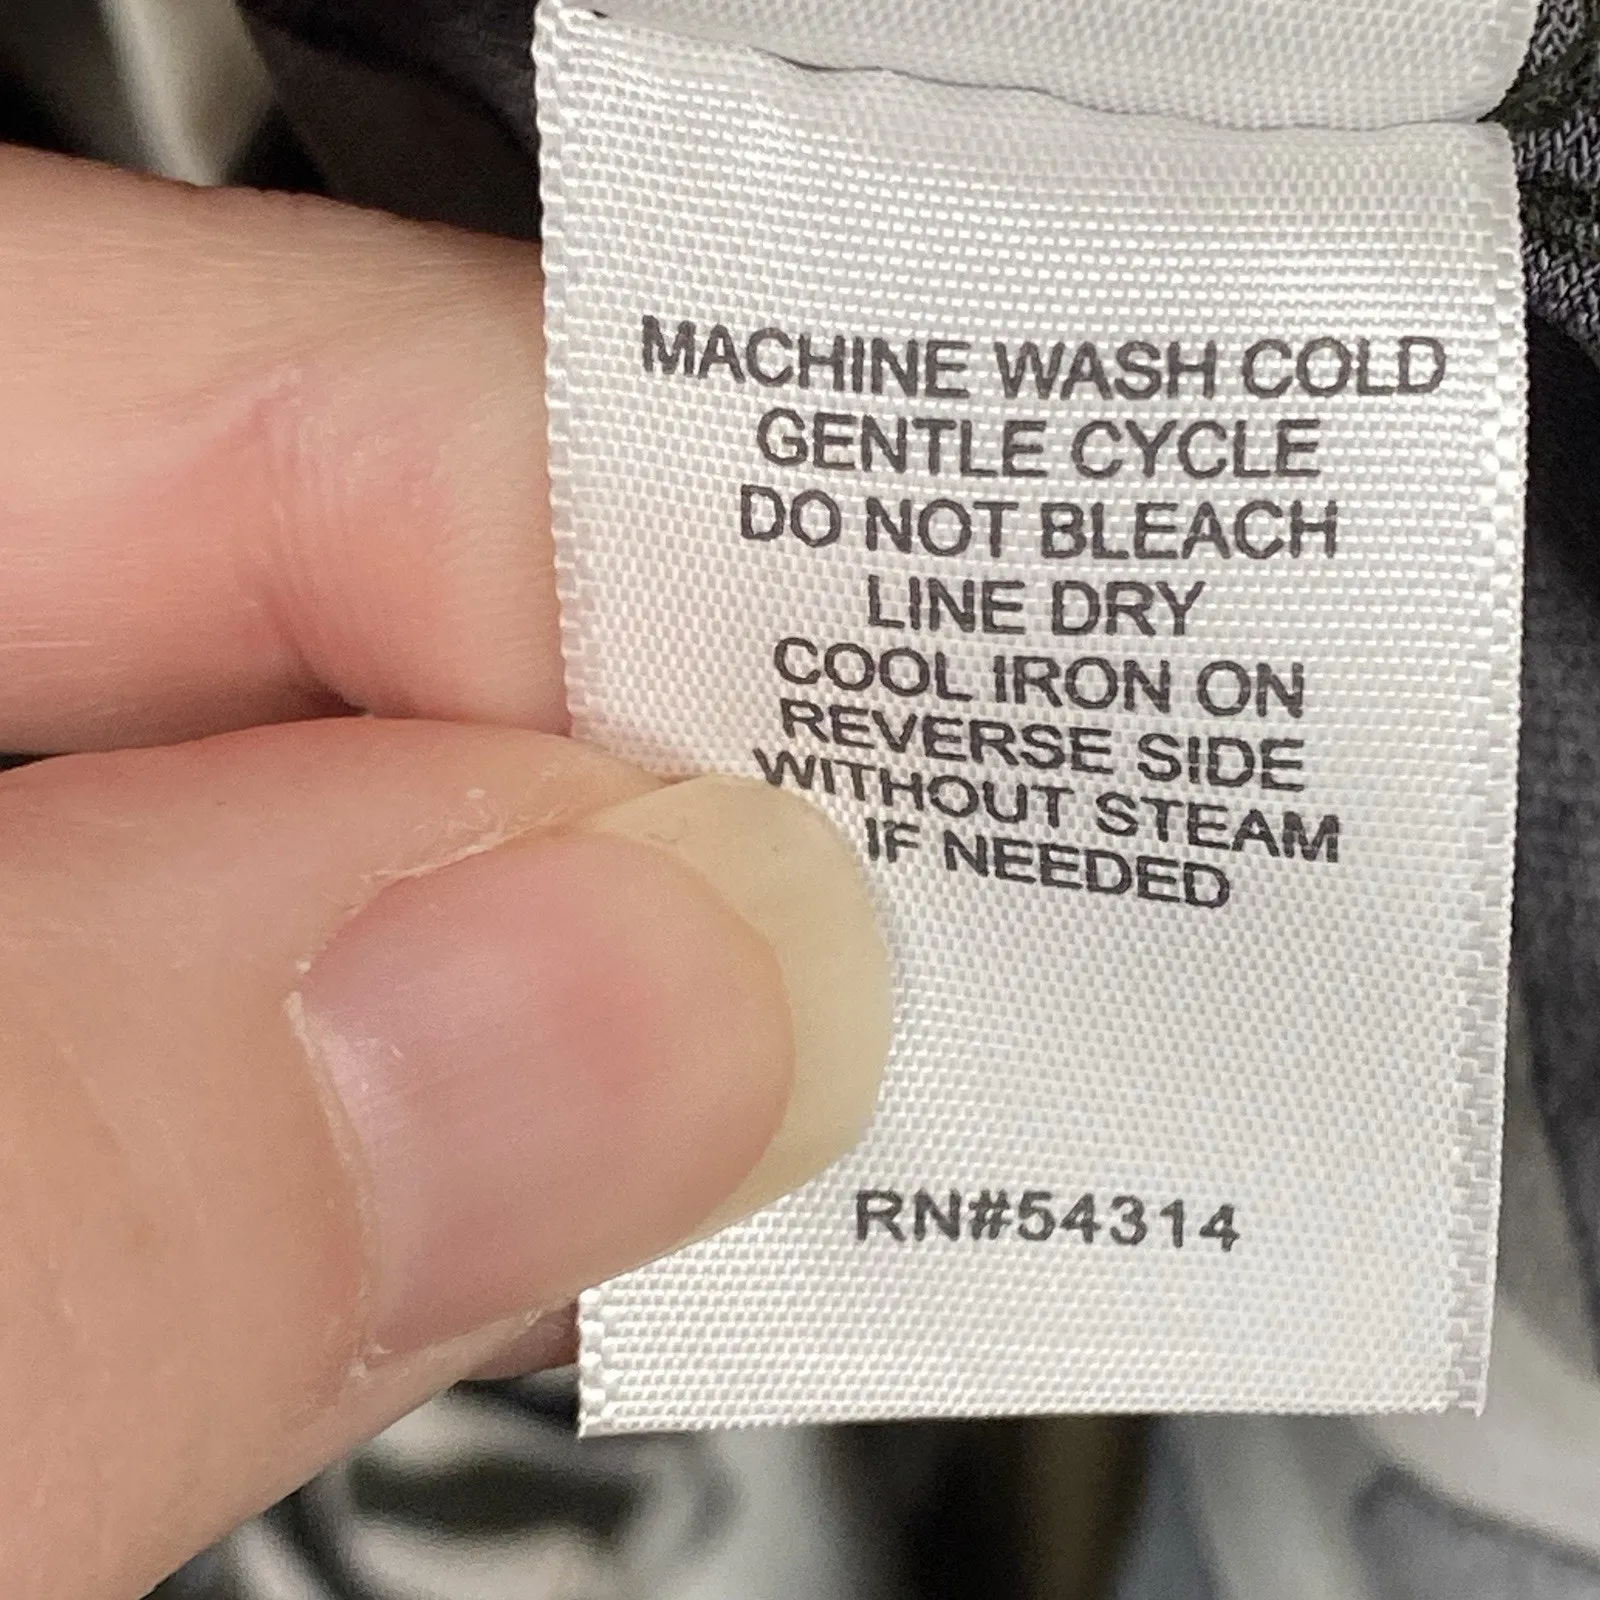 MACHINE WASH COLD
GENTLE CYCLE
DO NOT BLEACH
LINE DRY
COOL IRON ON
REVERSE SIDE
WITHOUT STEAM
IF NEEDED
RN#54314